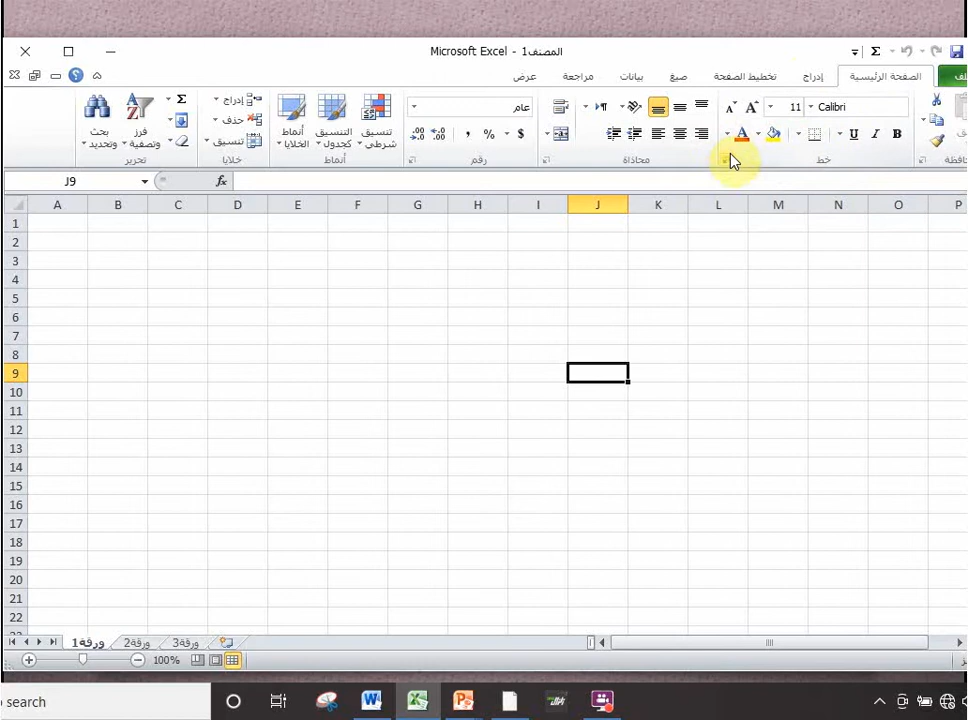 المصنف1 - Microsoft Excel
الصفحة الرئيسية
إدراج
تخطيط الصفحة
صيغ
بيانات
مراجعة
عرض
Calibri
11
عام
تنسيق شرطي
التنسيق كجدول
أنماط الخلايا
إدراج
حذف
تنسيق
فرز وتصفية
بحث وتحديد
خط
محاذاة
رقم
أنماط
خلايا
تحرير
J9
fx
A B C D E F G H I J K L M N O P
1
2
3
4
5
6
7
8
9
10
11
12
13
14
15
16
17
18
19
20
21
22
ورقة1 ورقة2 ورقة3
100%
o search